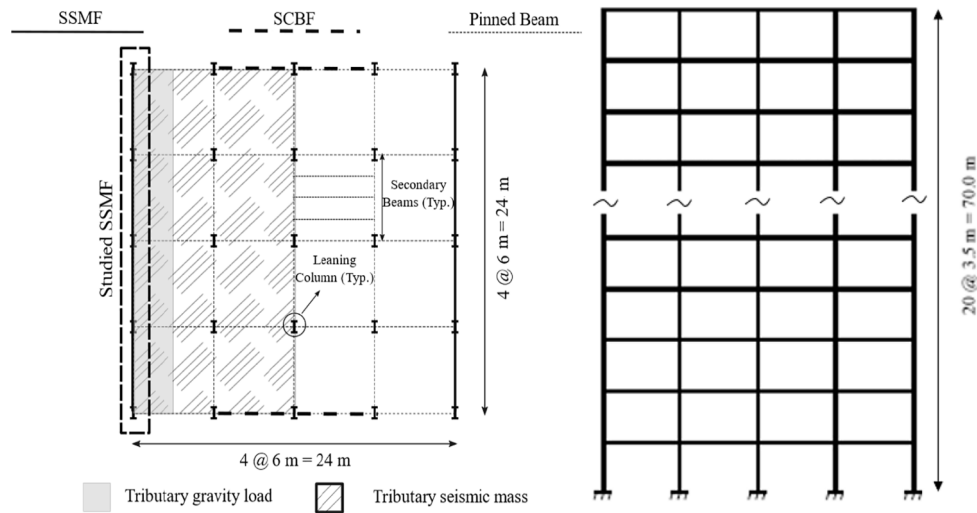 SSMF
SCBF
Pinned Beam
Studied SSMF
Secondary
Beams (Typ.)
Leaning
Column (Typ.)
4 @ 6 m = 24 m
4 @ 6 m = 24 m
Tributary gravity load
Tributary seismic mass
20 @ 3.5 m = 70.0 m